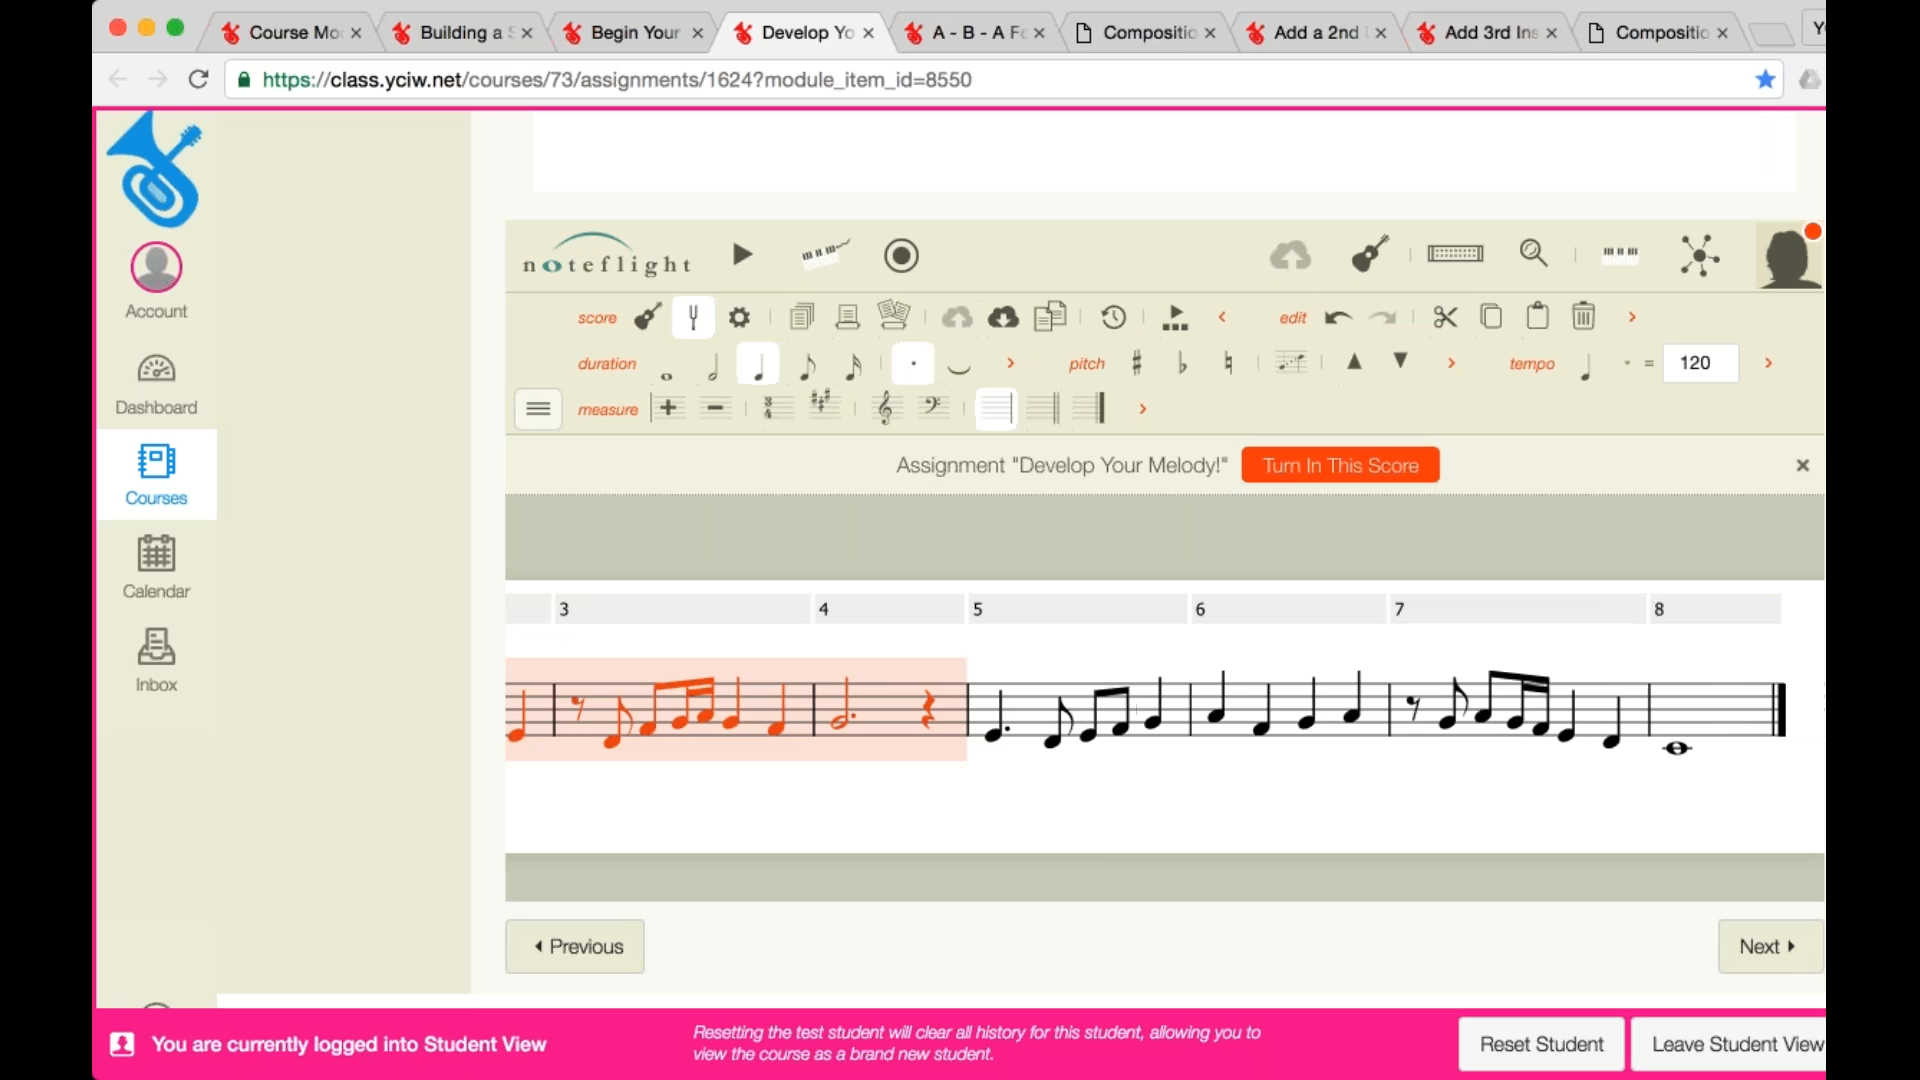 Course Mo
Building a S
Begin Your
Develop Yo
A - B - A Fo
Compositio
Add a 2nd
Add 3rd Ins
Compositio
https://class.yciw.net/courses/73/assignments/1624?module_item_id=8550
Account
Dashboard
Courses
Calendar
Inbox
noteflight
score
edit
duration
pitch
tempo
= 120
measure
Assignment "Develop Your Melody!"
Turn In This Score
3 4 5 6 7 8
Previous
Next
You are currently logged into Student View
Resetting the test student will clear all history for this student, allowing you to
view the course as a brand new student.
Reset Student
Leave Student View